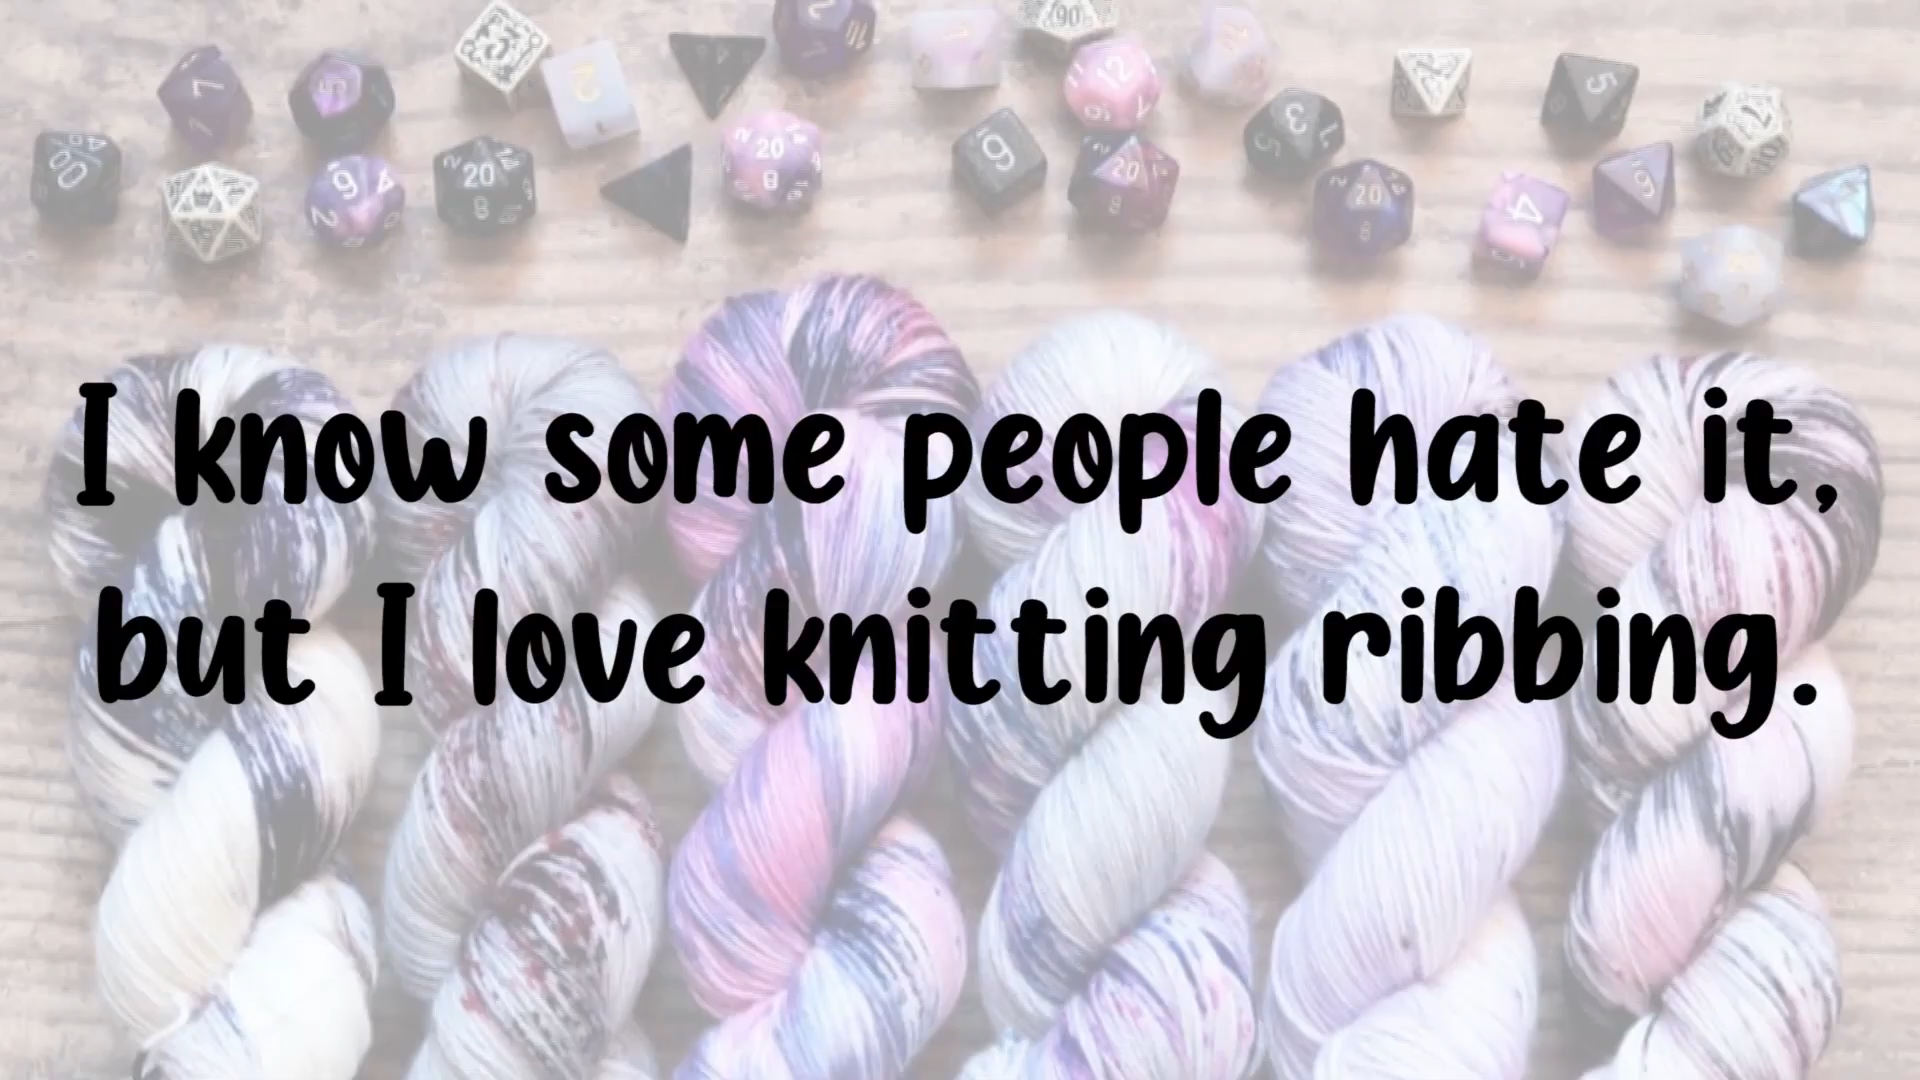 I know some people hate it,
but I love knitting ribbing.